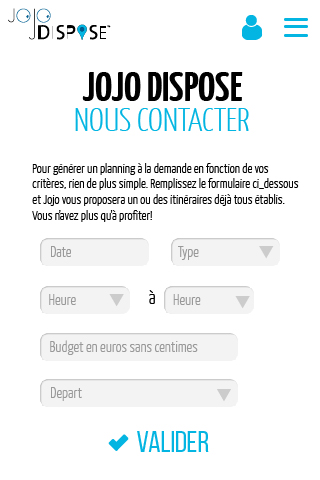 JOJO
DISPOSE
JOJO DISPOSE
NOUS CONTACTER
Pour générer un planning à la demande en fonction de vos
critères, rien de plus simple. Remplissez le formulaire ci_dessous
et Jojo vous proposera un ou des itinéraires déjà tous établis.
Vous n'avez plus qu'à profiter!
Date Type
Heure à Heure
Budget en euros sans centimes
Depart
VALIDER